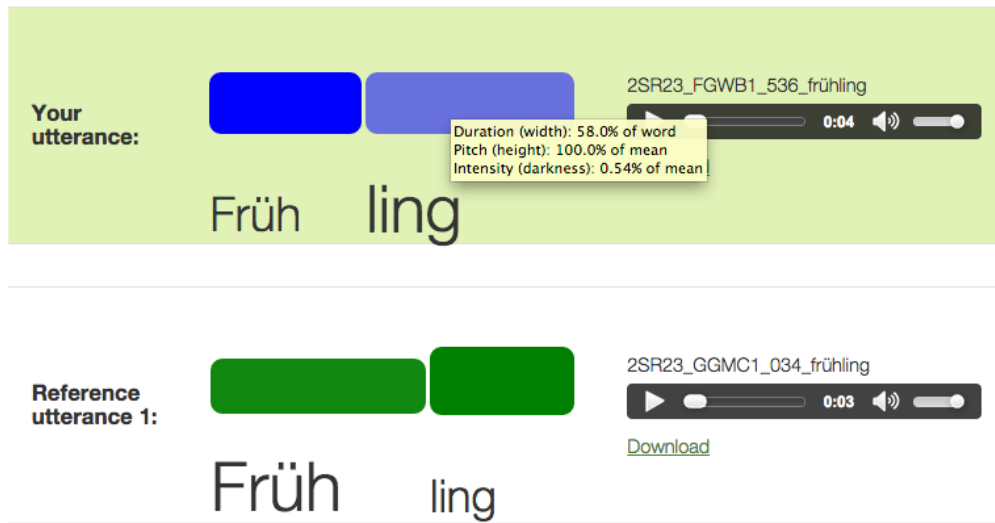 2SR23_FGWB1_536_frühling
Your
utterance:
0:04
Duration (width): 58.0% of word
Pitch (height): 100.0% of mean
Intensity (darkness): 0.54% of mean
Früh ling
2SR23_GGMC1_034_frühling
Reference
utterance 1:
0:03
Download
Früh ling